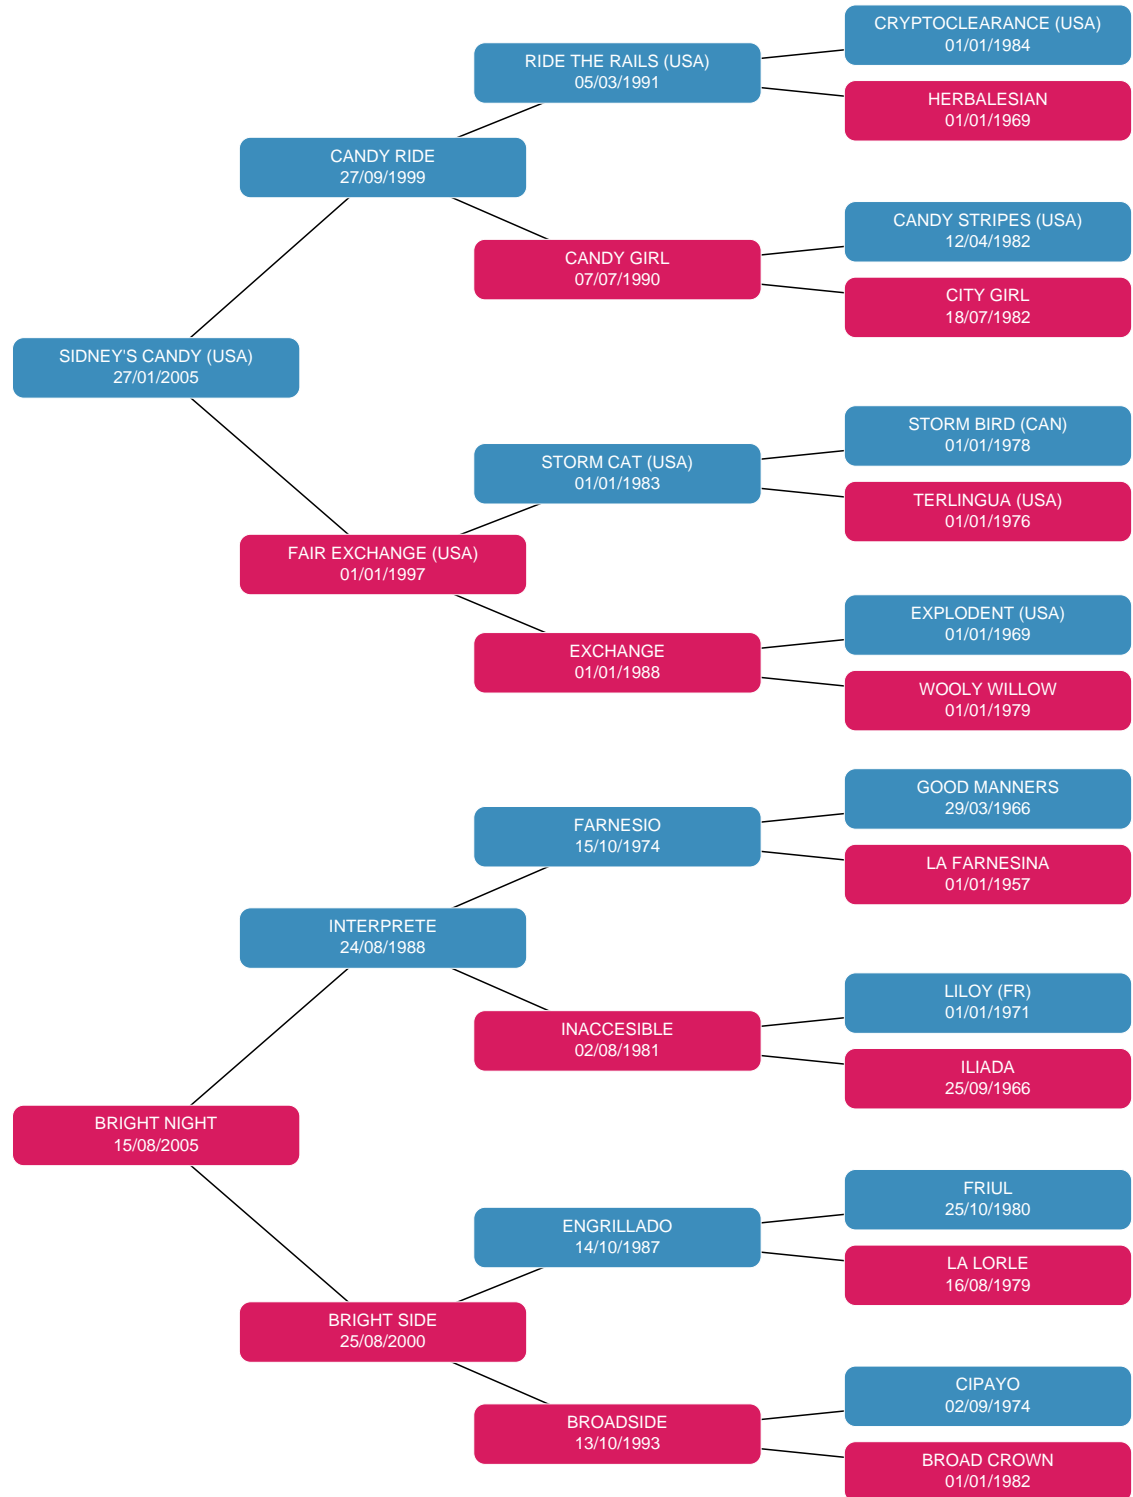 CRYPTOCLEARANCE (USA)
01/01/1984
RIDE THE RAILS (USA)
05/03/1991
HERBALESIAN
01/01/1969
CANDY RIDE
27/09/1999
CANDY STRIPES (USA)
12/04/1982
CANDY GIRL
07/07/1990
CITY GIRL
18/07/1982
SIDNEY'S CANDY (USA)
27/01/2005
STORM BIRD (CAN)
01/01/1978
STORM CAT (USA)
01/01/1983
TERLINGUA (USA)
01/01/1976
FAIR EXCHANGE (USA)
01/01/1997
EXPLODENT (USA)
01/01/1969
EXCHANGE
01/01/1988
WOOLY WILLOW
01/01/1979
GOOD MANNERS
29/03/1966
FARNESIO
15/10/1974
LA FARNESINA
01/01/1957
INTERPRETE
24/08/1988
LILOY (FR)
01/01/1971
INACCESIBLE
02/08/1981
ILIADA
25/09/1966
BRIGHT NIGHT
15/08/2005
FRIUL
25/10/1980
ENGRILLADO
14/10/1987
LA LORLE
16/08/1979
BRIGHT SIDE
25/08/2000
CIPAYO
02/09/1974
BROADSIDE
13/10/1993
BROAD CROWN
01/01/1982